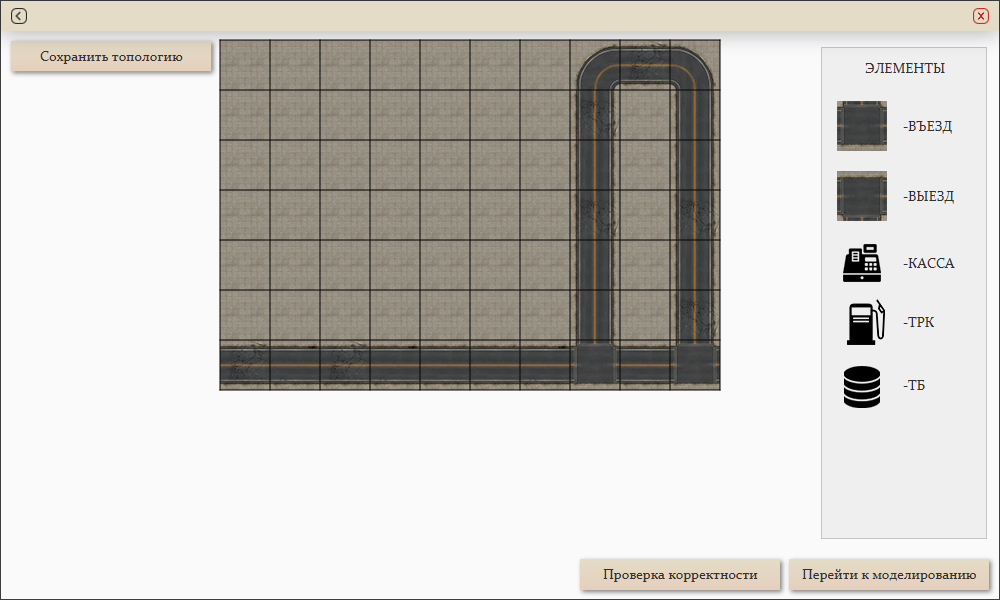 Сохранить топологию
ЭЛЕМЕНТЫ
-ВЪЕЗД
-ВЫЕЗД
-КАССА
-ТРК
-ТБ
Проверка корректности
Перейти к моделированию